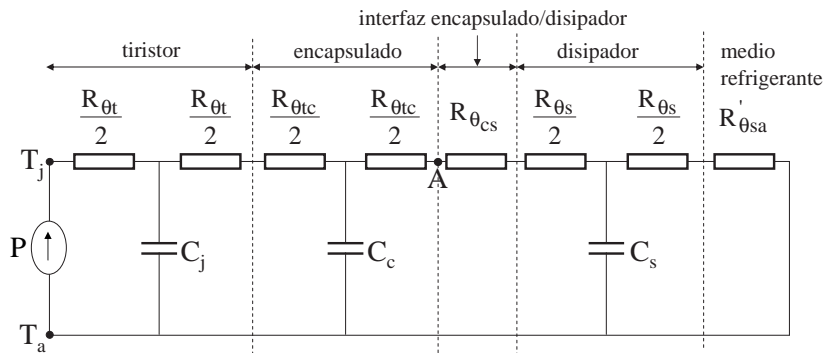 interfaz encapsulado/disipador
tiristor
encapsulado
disipador
medio
refrigerante
Rθt
2
Rθt
2
Rθtc
2
Rθtc
2
Rθcs
Rθs
2
Rθs
2
R'θsa
Tj
A
P
Cj
Cc
Cs
Ta